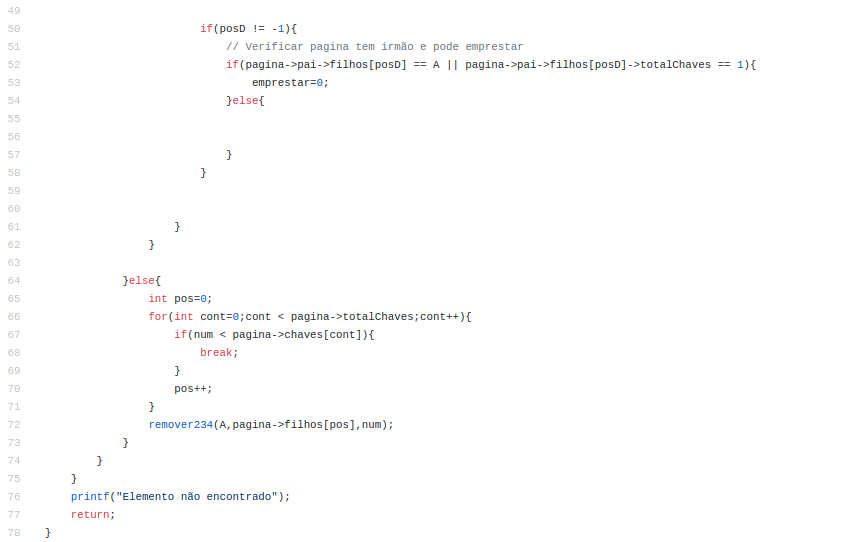 49
50                            if(posD != -1){
51                                // Verificar pagina tem irmão e pode emprestar
52                                if(pagina->pai->filhos[posD] == A || pagina->pai->filhos[posD]->totalChaves == 1){
53                                    emprestar=0;
54                                }else{
55
56
57                                }
58                            }
59
60
61                        }
62                    }
63
64                }else{
65                    int pos=0;
66                    for(int cont=0;cont < pagina->totalChaves;cont++){
67                        if(num < pagina->chaves[cont]){
68                            break;
69                        }
70                        pos++;
71                    }
72                    remover234(A,pagina->filhos[pos],num);
73                }
74            }
75        }
76        printf("Elemento não encontrado");
77        return;
78    }